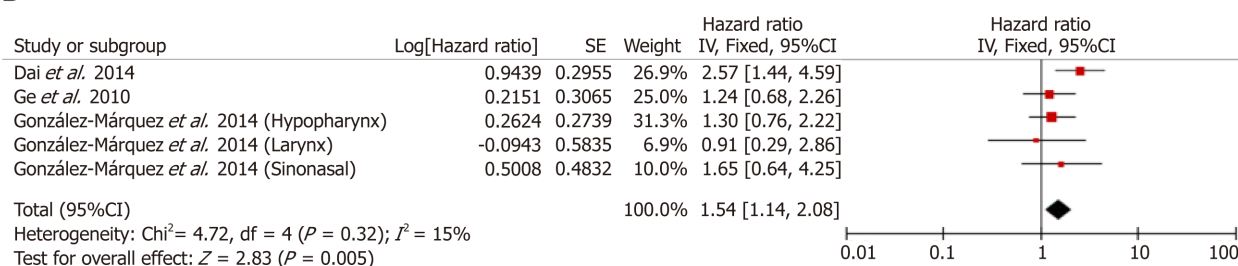 Hazard ratio Hazard ratio
Study or subgroup Log[Hazard ratio] SE Weight IV, Fixed, 95%CI IV, Fixed, 95%CI
Dai et al. 2014 0.9439 0.2955 26.9% 2.57 [1.44, 4.59]
Ge et al. 2010 0.2151 0.3065 25.0% 1.24 [0.68, 2.26]
González-Márquez et al. 2014 (Hypopharynx) 0.2624 0.2739 31.3% 1.30 [0.76, 2.22]
González-Márquez et al. 2014 (Larynx) -0.0943 0.5835 6.9% 0.91 [0.29, 2.86]
González-Márquez et al. 2014 (Sinonasal) 0.5008 0.4832 10.0% 1.65 [0.64, 4.25]
Total (95%CI) 100.0% 1.54 [1.14, 2.08]
Heterogeneity: Chi²= 4.72, df = 4 (P = 0.32); I² = 15%
Test for overall effect: Z = 2.83 (P = 0.005)
0.01 0.1 1 10 100